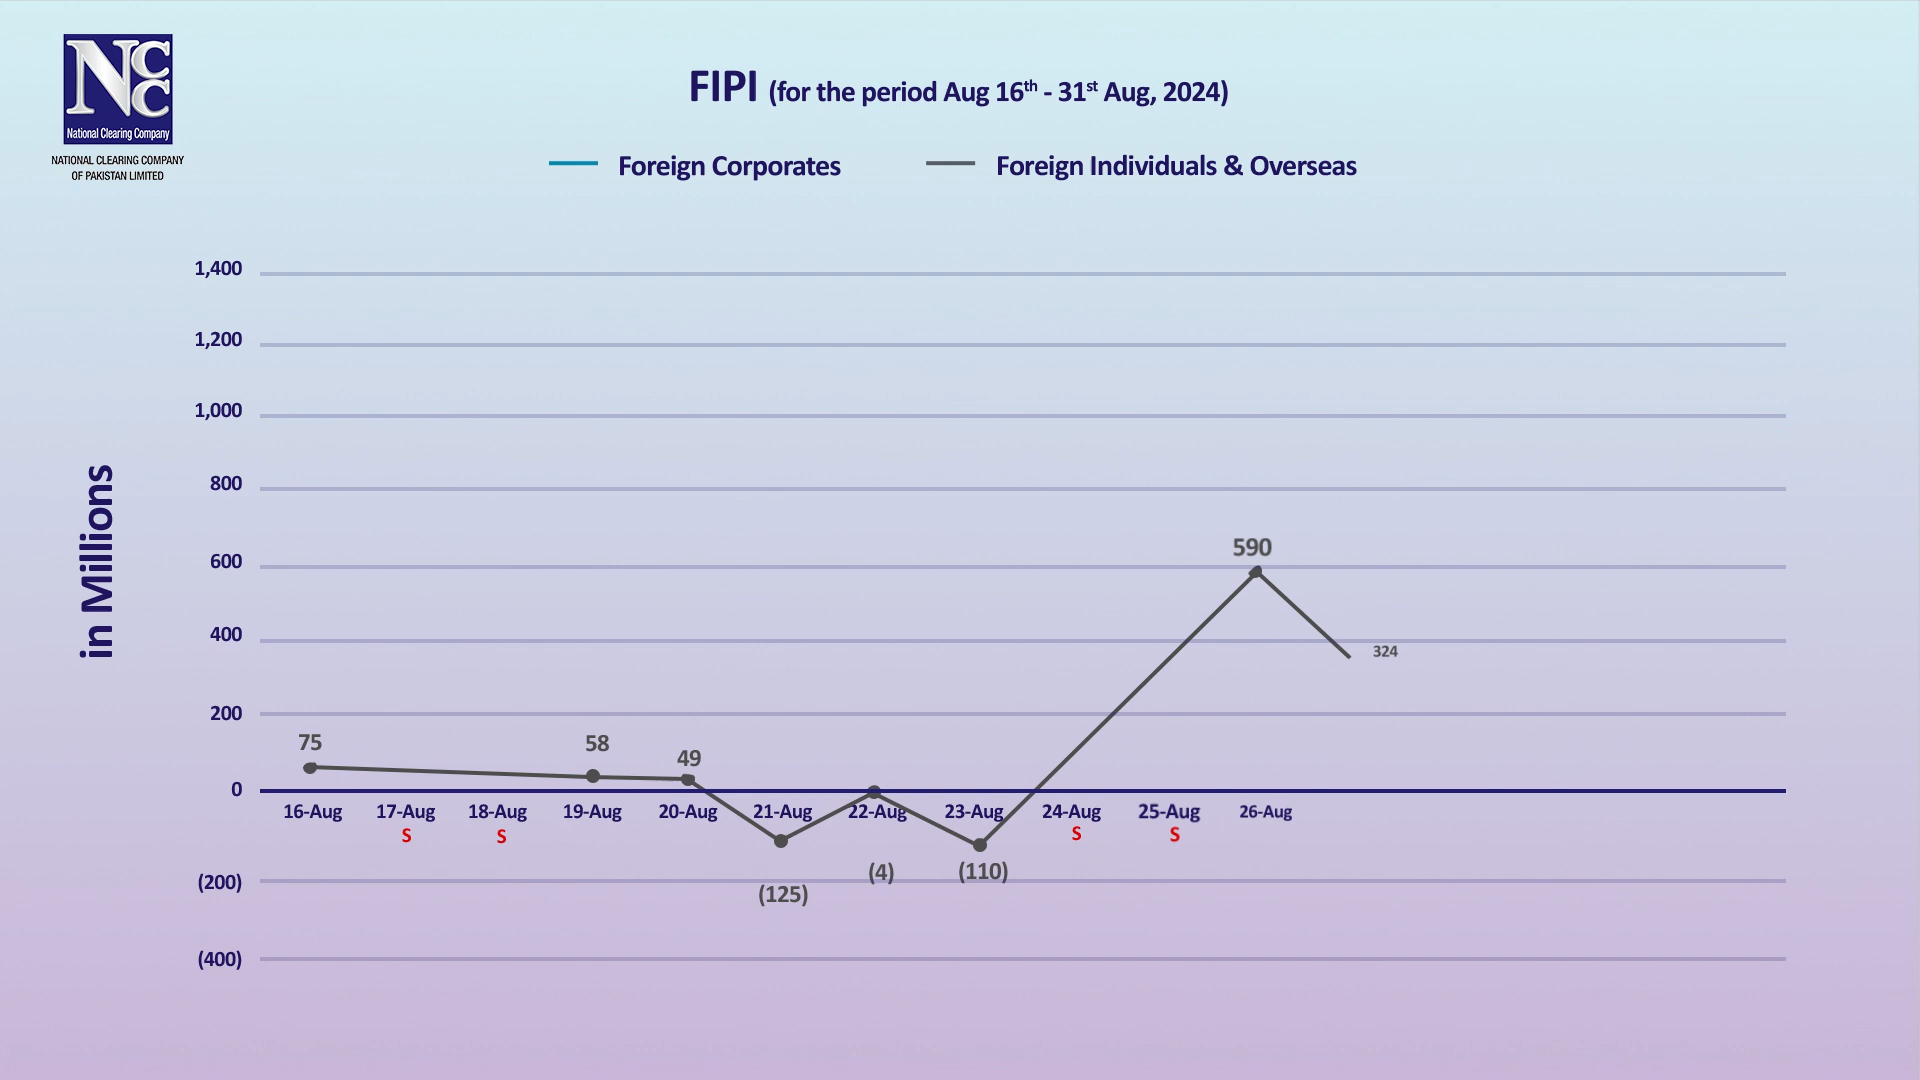 NCC
National Clearing Company
NATIONAL CLEARING COMPANY
OF PAKISTAN LIMITED
FIPI (for the period Aug 16th - 31st Aug, 2024)
Foreign Corporates
Foreign Individuals & Overseas
in Millions
1,400
1,200
1,000
800
600
400
200
0
(200)
(400)
75
58
49
(125)
(4)
(110)
590
324
16-Aug 17-Aug 18-Aug 19-Aug 20-Aug 21-Aug 22-Aug 23-Aug 24-Aug 25-Aug 26-Aug
S S S S